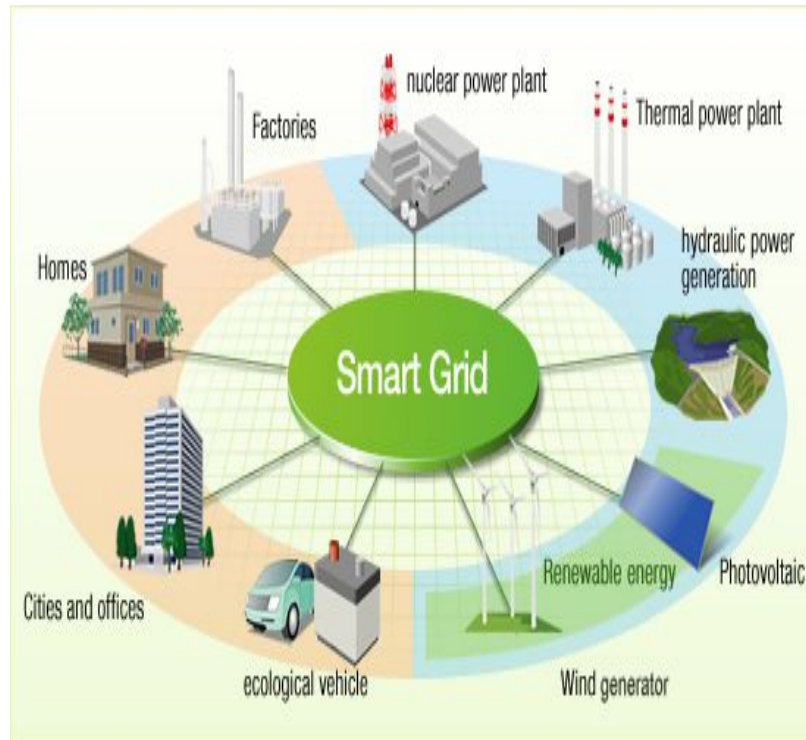 nuclear power plant
Factories
Thermal power plant
Homes
hydraulic power
generation
Smart Grid
Renewable energy
Photovoltaic
Cities and offices
ecological vehicle
Wind generator